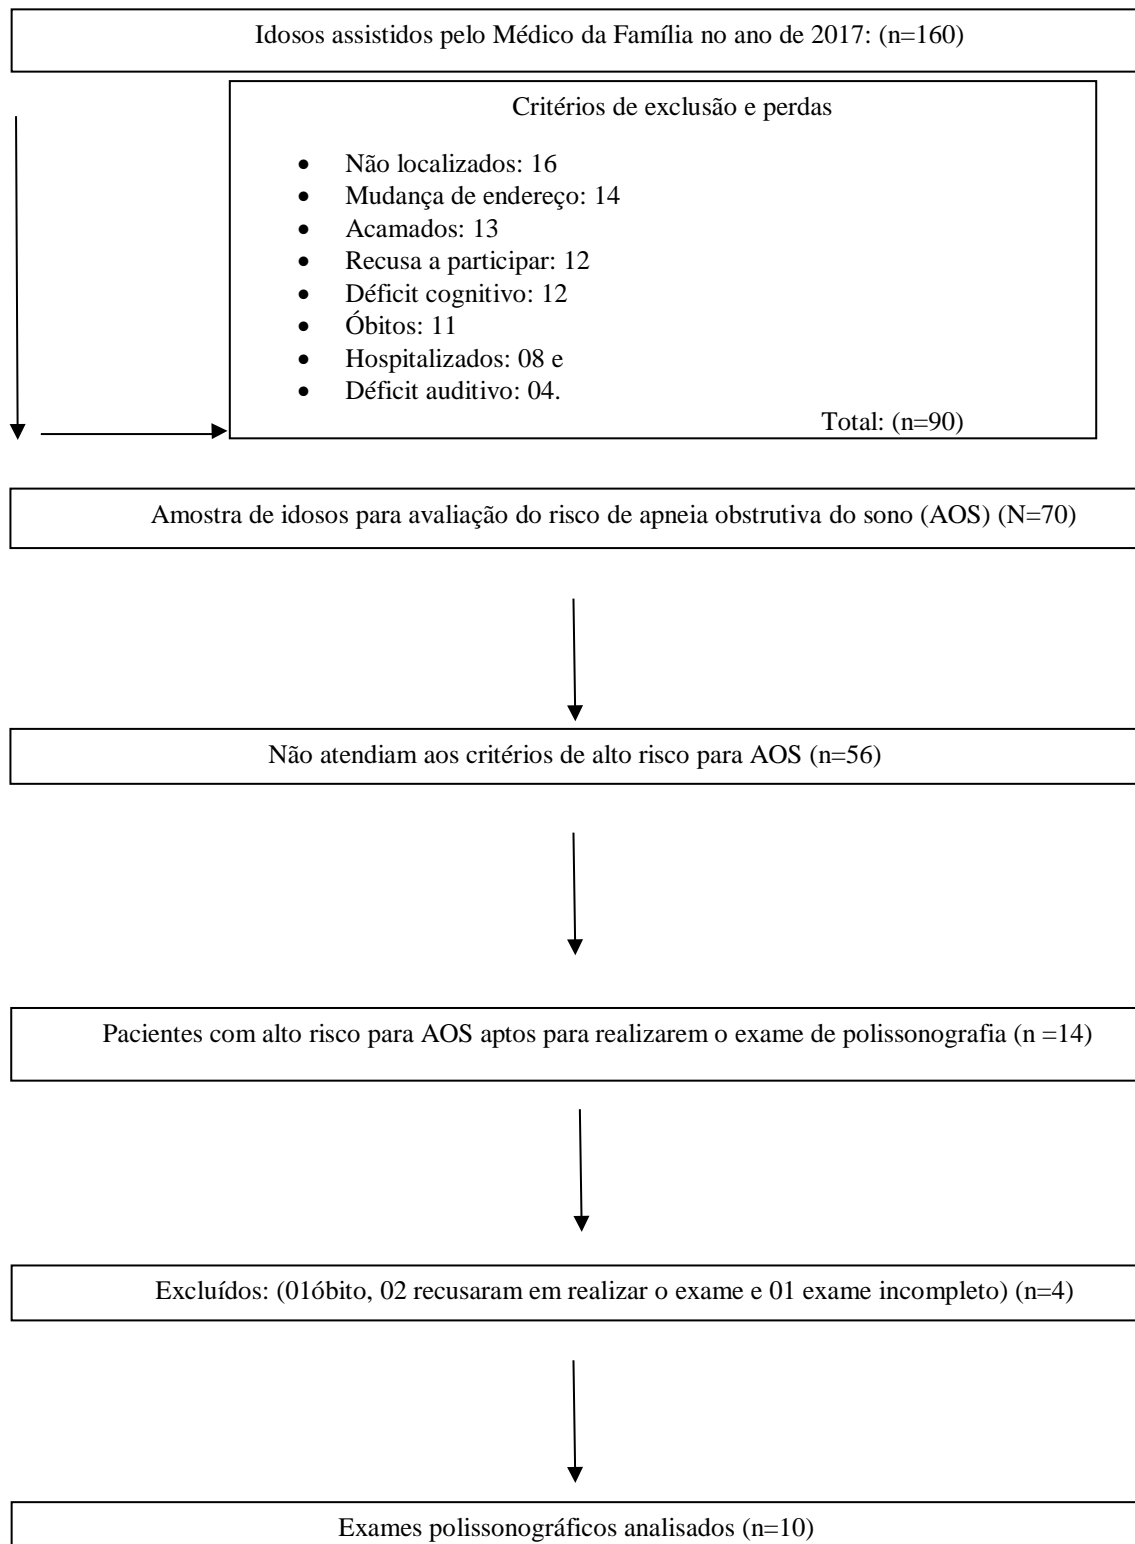 Idosos assistidos pelo Médico da Família no ano de 2017: (n=160)
Critérios de exclusão e perdas
• Não localizados: 16
• Mudança de endereço: 14
• Acamados: 13
• Recusa a participar: 12
• Déficit cognitivo: 12
• Óbitos: 11
• Hospitalizados: 08 e
• Déficit auditivo: 04.
Total: (n=90)
Amostra de idosos para avaliação do risco de apneia obstrutiva do sono (AOS) (N=70)
Não atendiam aos critérios de alto risco para AOS (n=56)
Pacientes com alto risco para AOS aptos para realizarem o exame de polissonografia (n =14)
Excluídos: (01óbito, 02 recusaram em realizar o exame e 01 exame incompleto) (n=4)
Exames polissonográficos analisados (n=10)